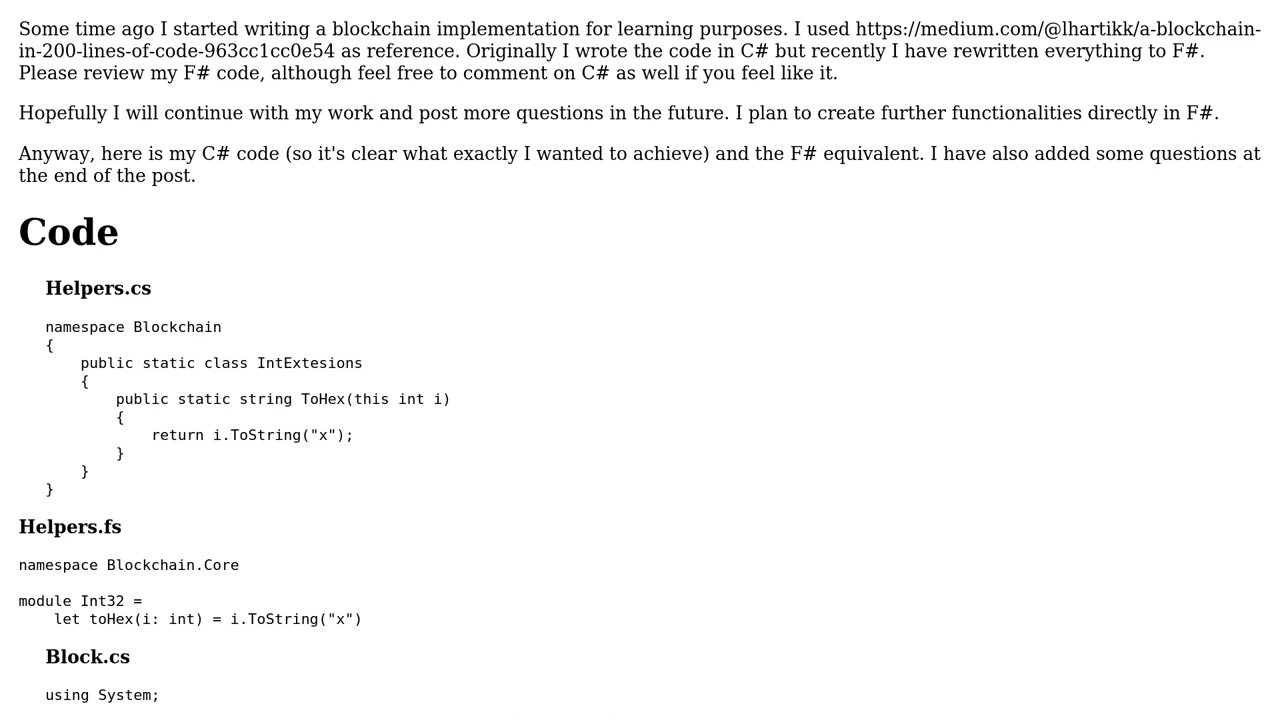 Some time ago I started writing a blockchain implementation for learning purposes. I used https://medium.com/@lhartikk/a-blockchain-
in-200-lines-of-code-963cc1cc0e54 as reference. Originally I wrote the code in C# but recently I have rewritten everything to F#.
Please review my F# code, although feel free to comment on C# as well if you feel like it.
Hopefully I will continue with my work and post more questions in the future. I plan to create further functionalities directly in F#.
Anyway, here is my C# code (so it's clear what exactly I wanted to achieve) and the F# equivalent. I have also added some questions at
the end of the post.
Code
Helpers.cs
namespace Blockchain
{
    public static class IntExtesions
    {
        public static string ToHex(this int i)
        {
            return i.ToString("x");
        }
    }
}
Helpers.fs
namespace Blockchain.Core
module Int32 =
    let toHex(i: int) = i.ToString("x")
Block.cs
using System;